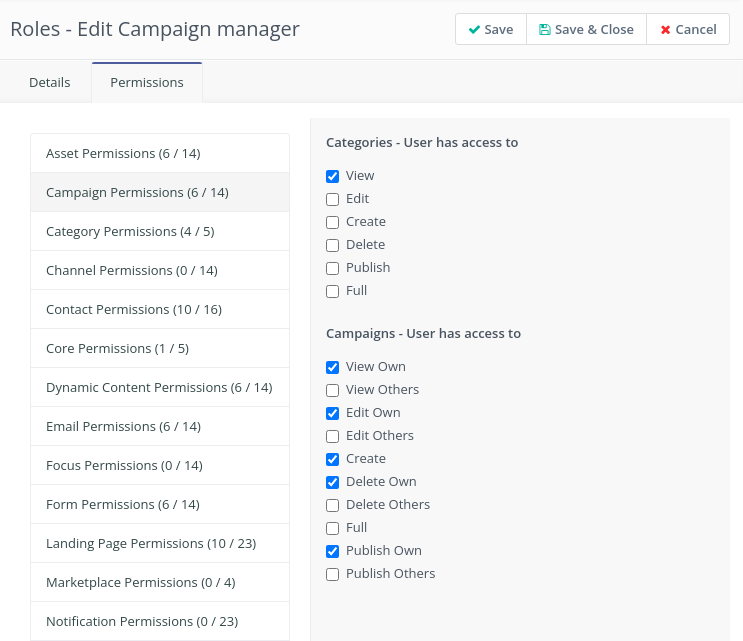 Roles - Edit Campaign manager
Save
Save & Close
Cancel
Details
Permissions
Asset Permissions (6 / 14)
Campaign Permissions (6 / 14)
Category Permissions (4 / 5)
Channel Permissions (0 / 14)
Contact Permissions (10 / 16)
Core Permissions (1 / 5)
Dynamic Content Permissions (6 / 14)
Email Permissions (6 / 14)
Focus Permissions (0 / 14)
Form Permissions (6 / 14)
Landing Page Permissions (10 / 23)
Marketplace Permissions (0 / 4)
Notification Permissions (0 / 23)
Categories - User has access to
View
Edit
Create
Delete
Publish
Full
Campaigns - User has access to
View Own
View Others
Edit Own
Edit Others
Create
Delete Own
Delete Others
Full
Publish Own
Publish Others